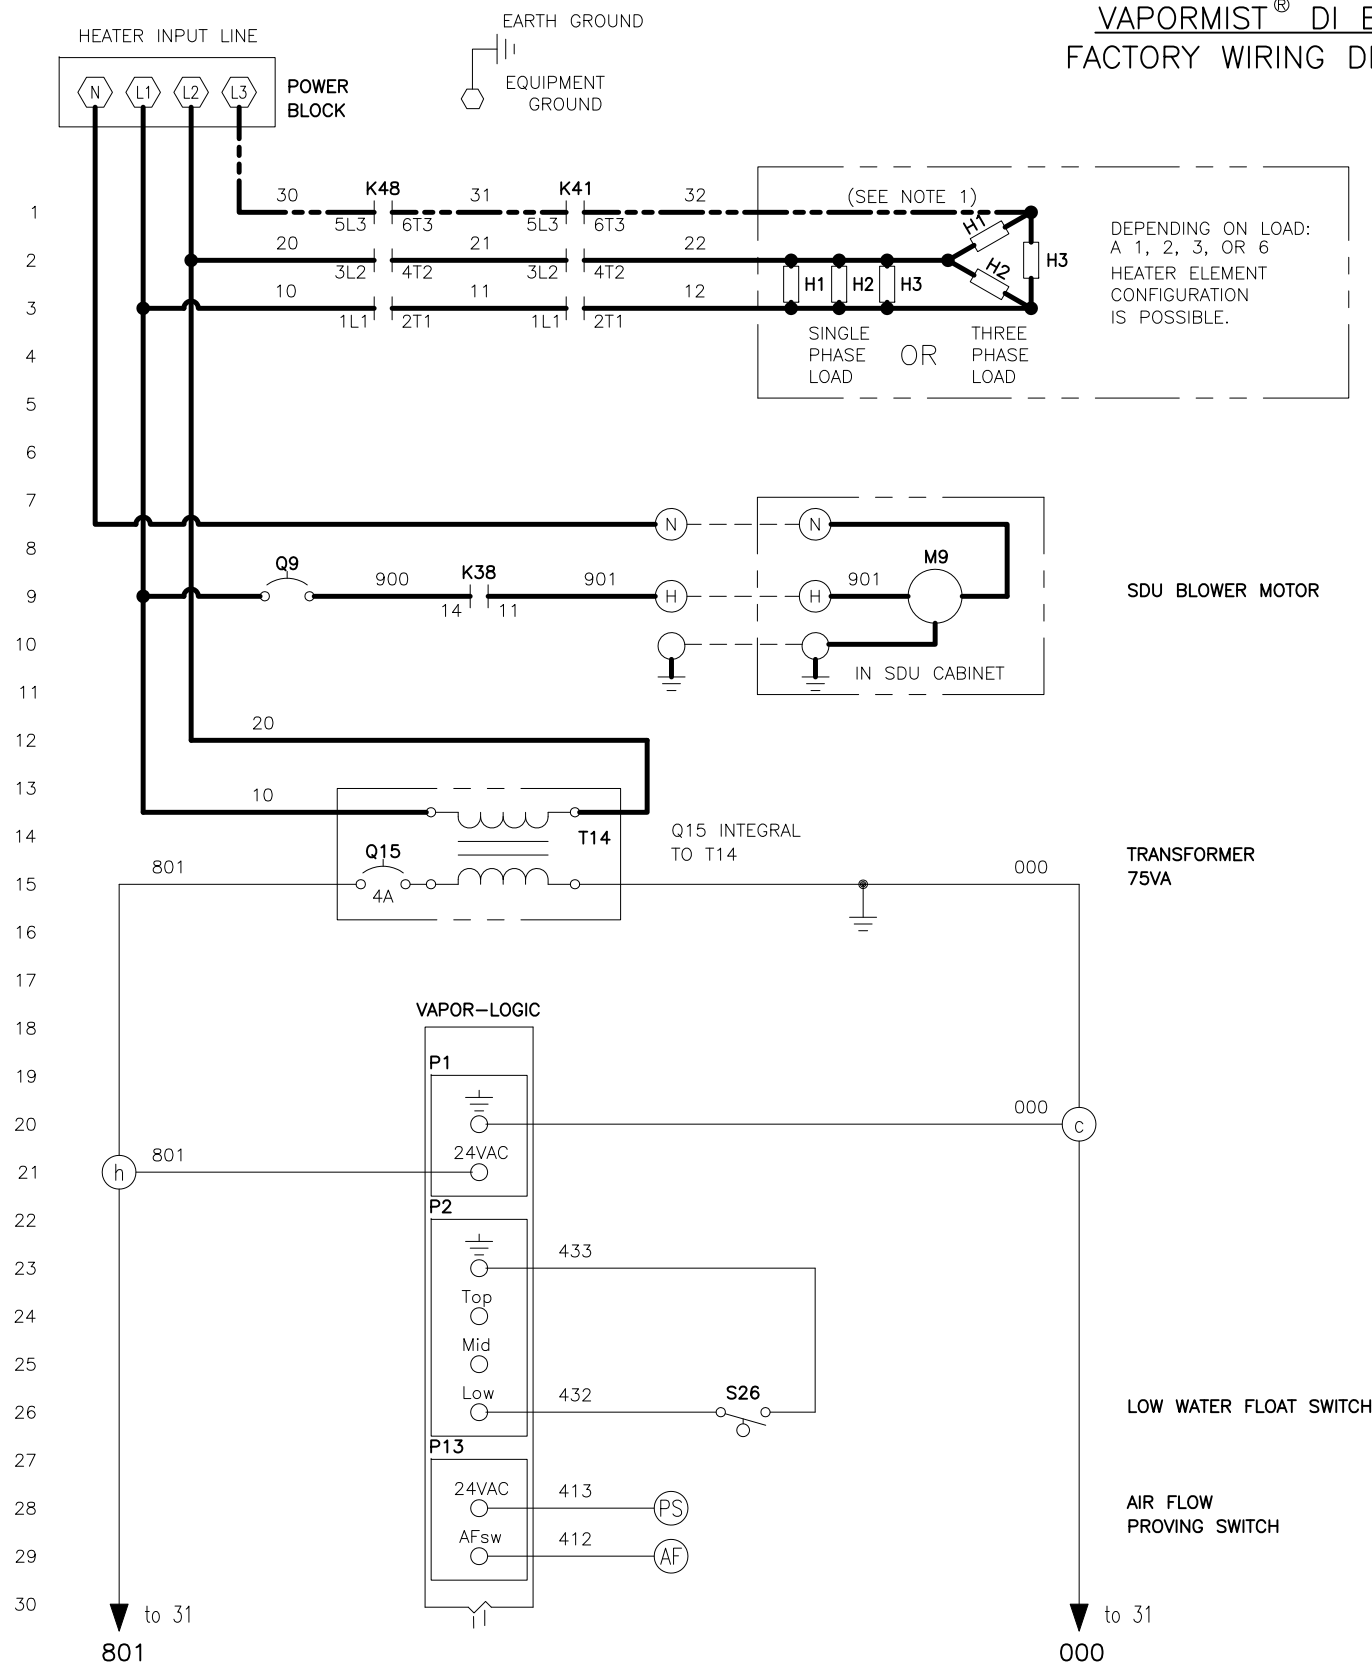 VAPORMIST® DI E
FACTORY WIRING DI
EARTH GROUND
EQUIPMENT
GROUND
HEATER INPUT LINE
N L1 L2 L3
POWER
BLOCK
1 30 K48 31 K41 32 (SEE NOTE 1)
5L3 6T3 5L3 6T3 H1
2 20 21 22
3L2 4T2 3L2 4T2 H2 H3
H1 H2 H3
3 10 11 12
1L1 2T1 1L1 2T1
DEPENDING ON LOAD:
A 1, 2, 3, OR 6
HEATER ELEMENT
CONFIGURATION
IS POSSIBLE.
SINGLE
PHASE
LOAD
OR
THREE
PHASE
LOAD
4
5
6
7
N N
8
Q9 K38 M9
9 900 901 H H 901 SDU BLOWER MOTOR
14 11
10
IN SDU CABINET
11
20
12
13
10
14 T14 Q15 INTEGRAL
TO T14
TRANSFORMER
75VA
Q15
15 801 4A 000
16
17
VAPOR-LOGIC
18
P1
19
20 000 c
24VAC
21 h 801
P2
22
23 433
Top
24
Mid
25
Low
26 432 S26 LOW WATER FLOAT SWITCH
P13
27
24VAC
28 413 PS AIR FLOW
PROVING SWITCH
AFsw
29 412 AF
30 to 31 to 31
801 000